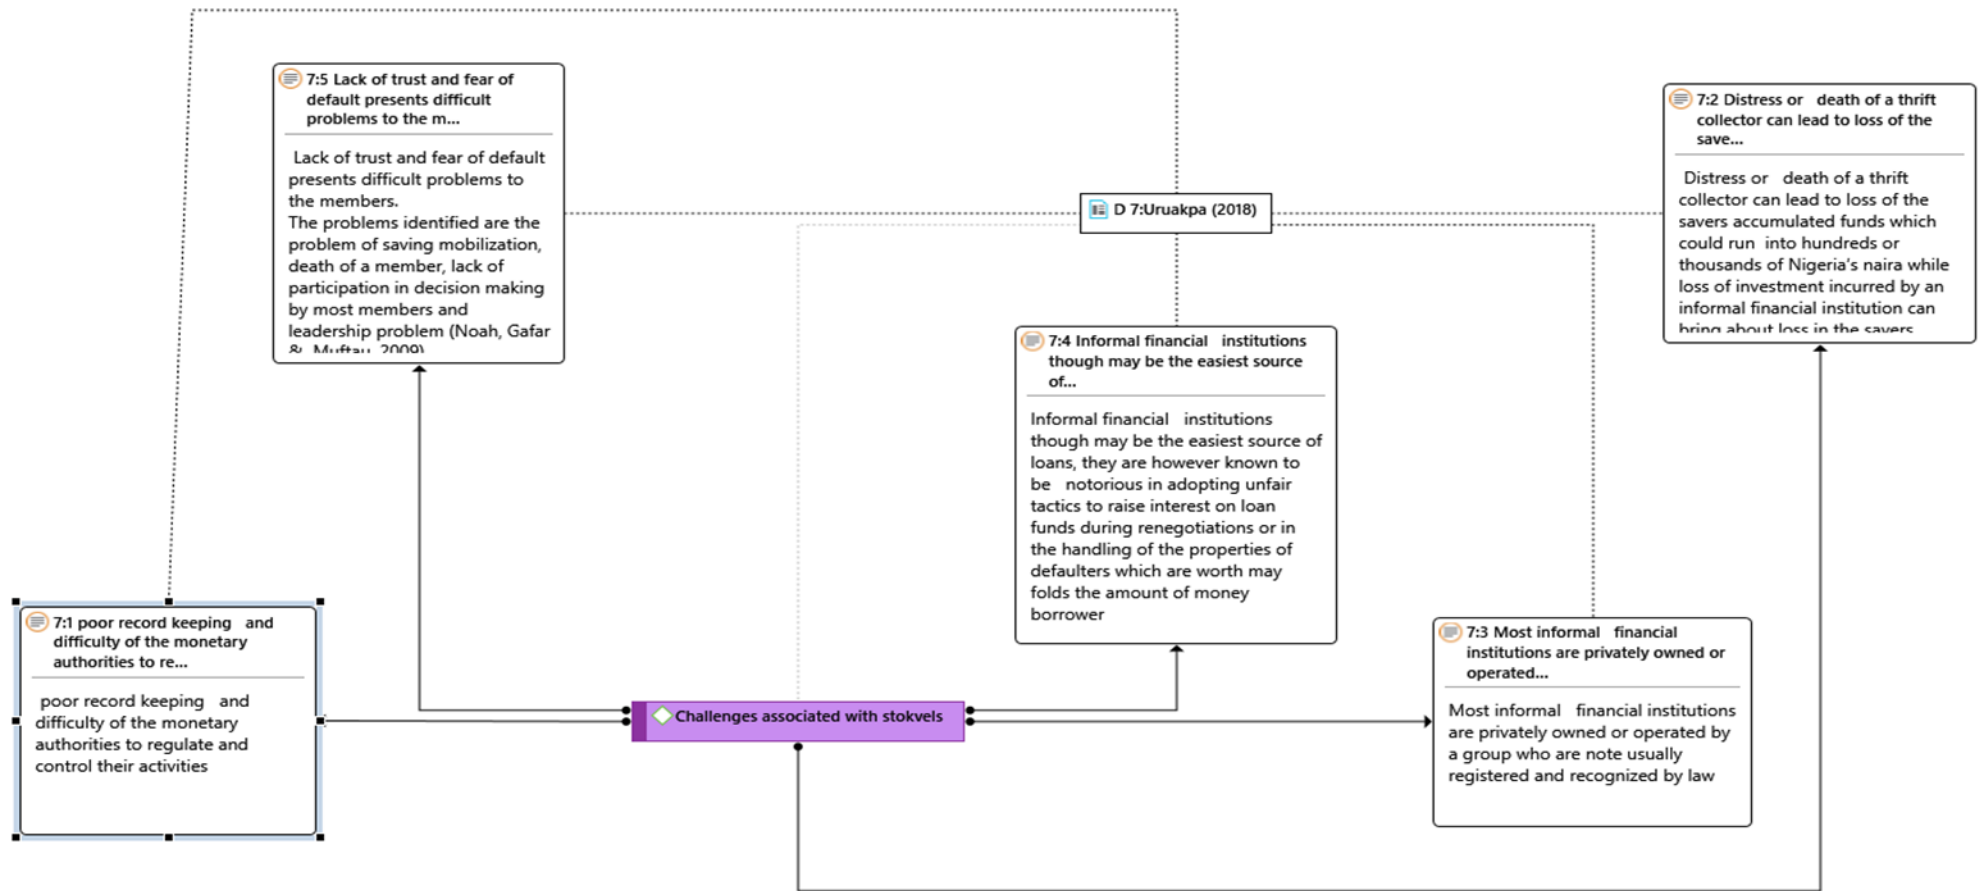 7:5 Lack of trust and fear of
default presents difficult
problems to the m...
Lack of trust and fear of default
presents difficult problems to
the members.
The problems identified are the
problem of saving mobilization,
death of a member, lack of
participation in decision making
by most members and
leadership problem (Noah, Gafar
& Muftau, 2009)
7:2 Distress or death of a thrift
collector can lead to loss of the
save...
Distress or death of a thrift
collector can lead to loss of the
savers accumulated funds which
could run into hundreds or
thousands of Nigeria's naira while
loss of investment incurred by an
informal financial institution can
bring about loss in the savers
D 7:Uruakpa (2018)
7:4 Informal financial institutions
though may be the easiest source
of...
Informal financial institutions
though may be the easiest source of
loans, they are however known to
be notorious in adopting unfair
tactics to raise interest on loan
funds during renegotiations or in
the handling of the properties of
defaulters which are worth may
folds the amount of money
borrower
7:1 poor record keeping and
difficulty of the monetary
authorities to re...
poor record keeping and
difficulty of the monetary
authorities to regulate and
control their activities
Challenges associated with stokvels
7:3 Most informal financial
institutions are privately owned or
operated...
Most informal financial institutions
are privately owned or operated by
a group who are note usually
registered and recognized by law